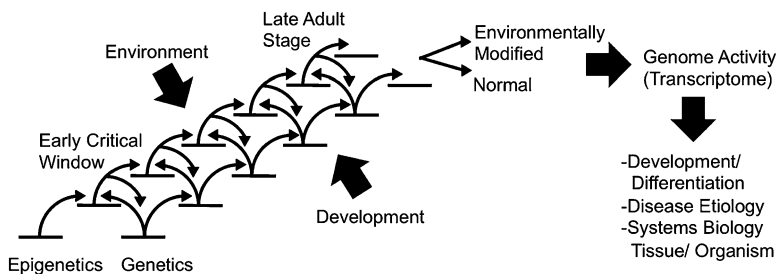 Late Adult
Stage
Environment
Environmentally
Modified
Normal
Genome Activity
(Transcriptome)
Early Critical
Window
Development
-Development/
Differentiation
-Disease Etiology
-Systems Biology
Tissue/ Organism
Epigenetics
Genetics